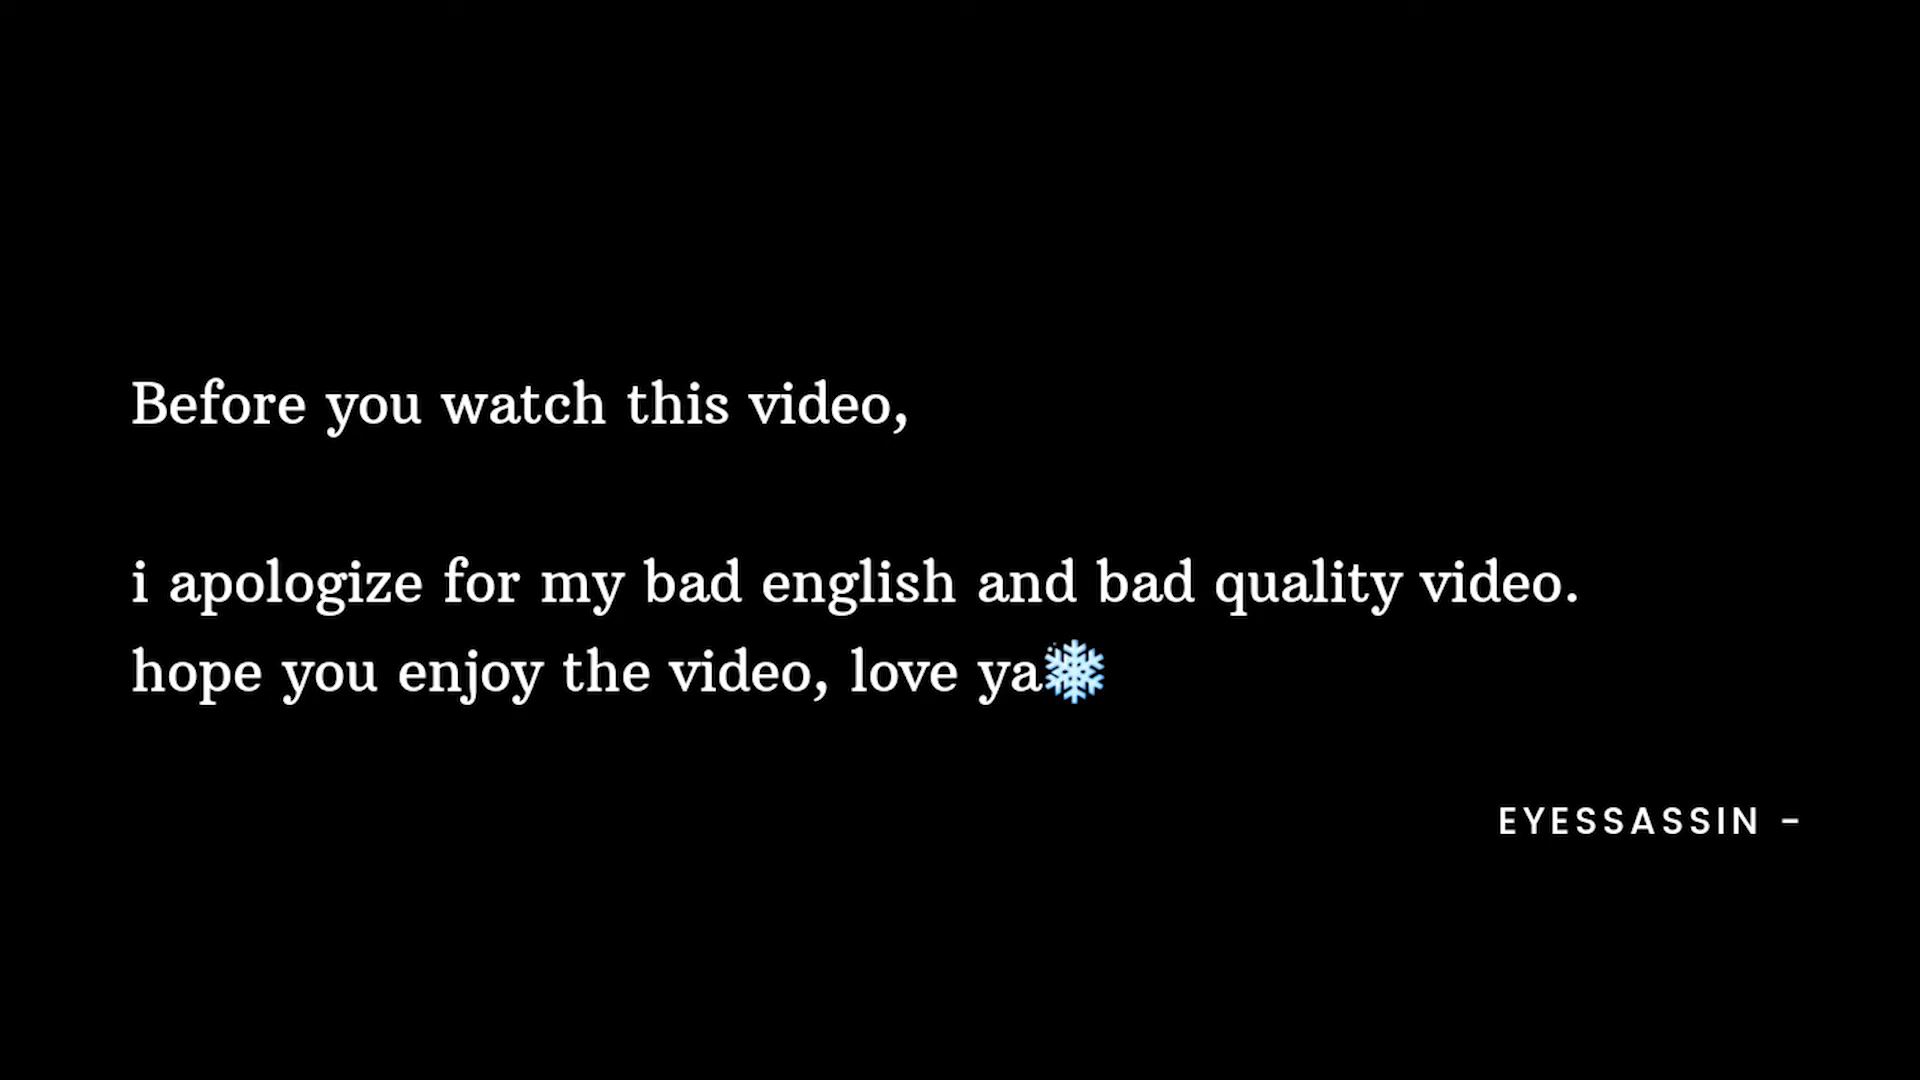 Before you watch this video,
i apologize for my bad english and bad quality video.
hope you enjoy the video, love ya❄️
EYESSASSIN -